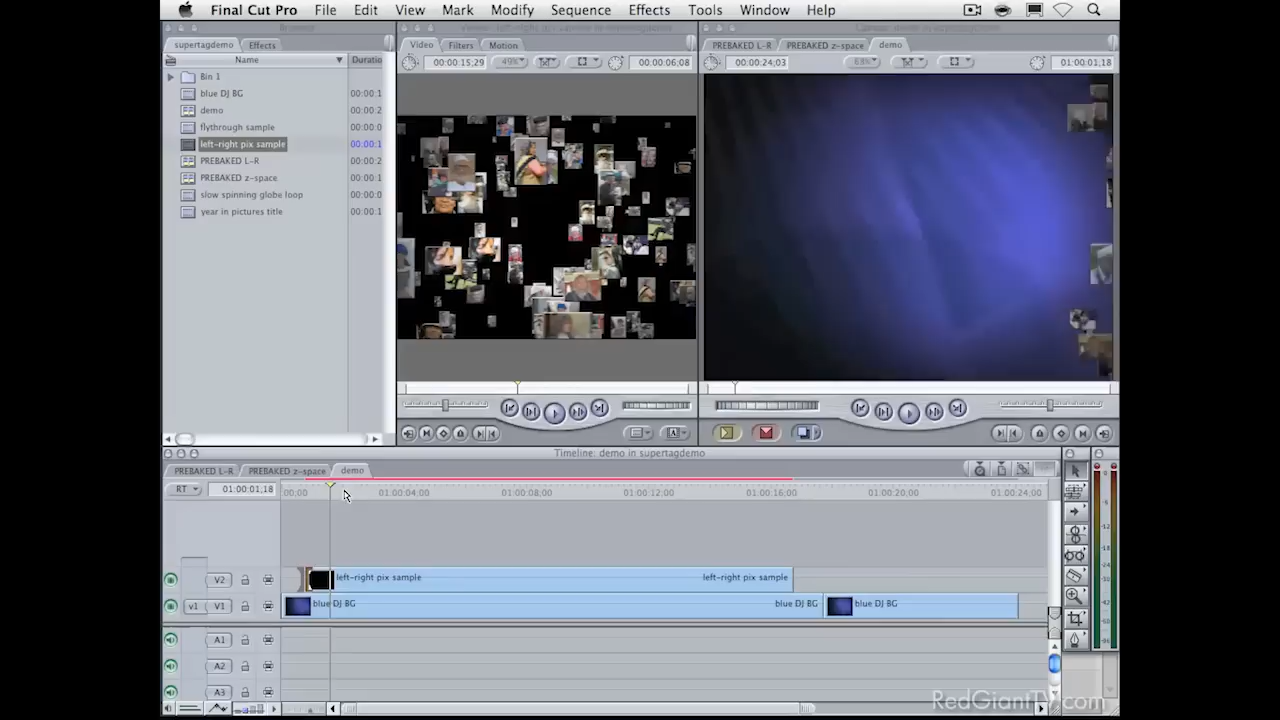 Final Cut Pro File Edit View Mark Modify Sequence Effects Tools Window Help
supertagdemo Effects
Name Duratio
Bin 1
blue DJ BG 00:00:1
demo 00:00:2
flythrough sample 00:00:0
left-right pix sample 00:00:1
PREBAKED L-R 00:00:2
PREBAKED z-space 00:00:1
slow spinning globe loop 00:00:0
year in pictures title 00:00:0
Video Filters Motion
00:00:15;29 49% 00:00:06;08
PREBAKED L-R PREBAKED z-space demo
00:00:24;03 01:00:01;18
Timeline: demo in supertagdemo
PREBAKED L-R PREBAKED z-space demo
RT 01:00:01;18 00;00 01:00:04;00 01:00:08;00 01:00:12;00 01:00:16;00 01:00:20;00 01:00:24;00
V2 left-right pix sample left-right pix sample
v1 V1 blue DJ BG blue DJ BG blue DJ BG
A1
A2
A3
RedGiantTV.com